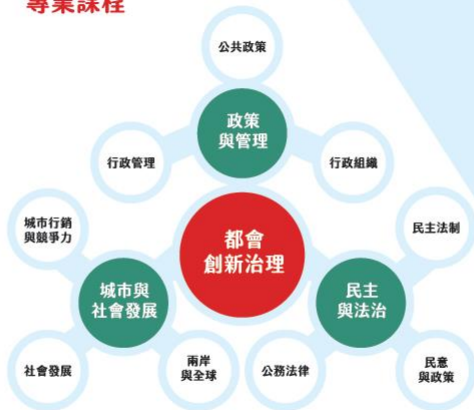 專業課程
公共政策
政策
與管理
行政管理
行政組織
城市行銷
與競爭力
都會
創新治理
民主法制
城市與
社會發展
民主
與法治
社會發展
兩岸
與全球
公務法律
民意
與政策